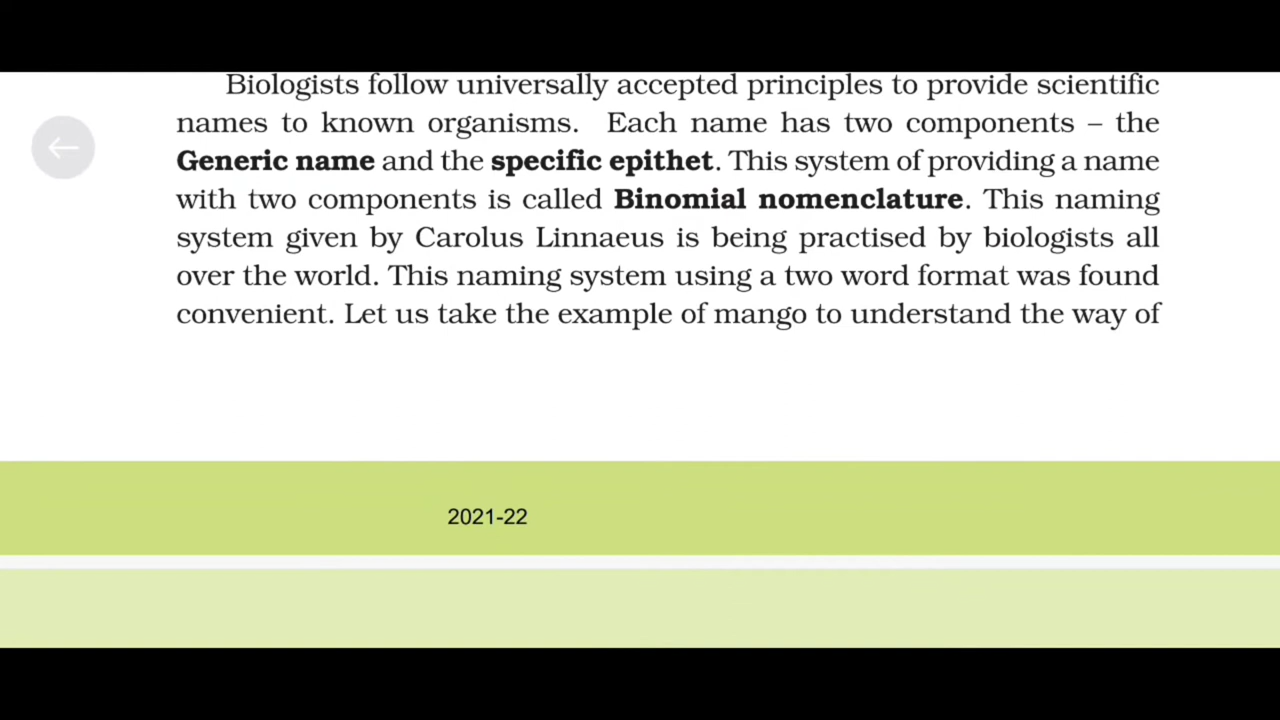 Biologists follow universally accepted principles to provide scientific
names to known organisms. Each name has two components – the
Generic name and the specific epithet. This system of providing a name
with two components is called Binomial nomenclature. This naming
system given by Carolus Linnaeus is being practised by biologists all
over the world. This naming system using a two word format was found
convenient. Let us take the example of mango to understand the way of
2021-22